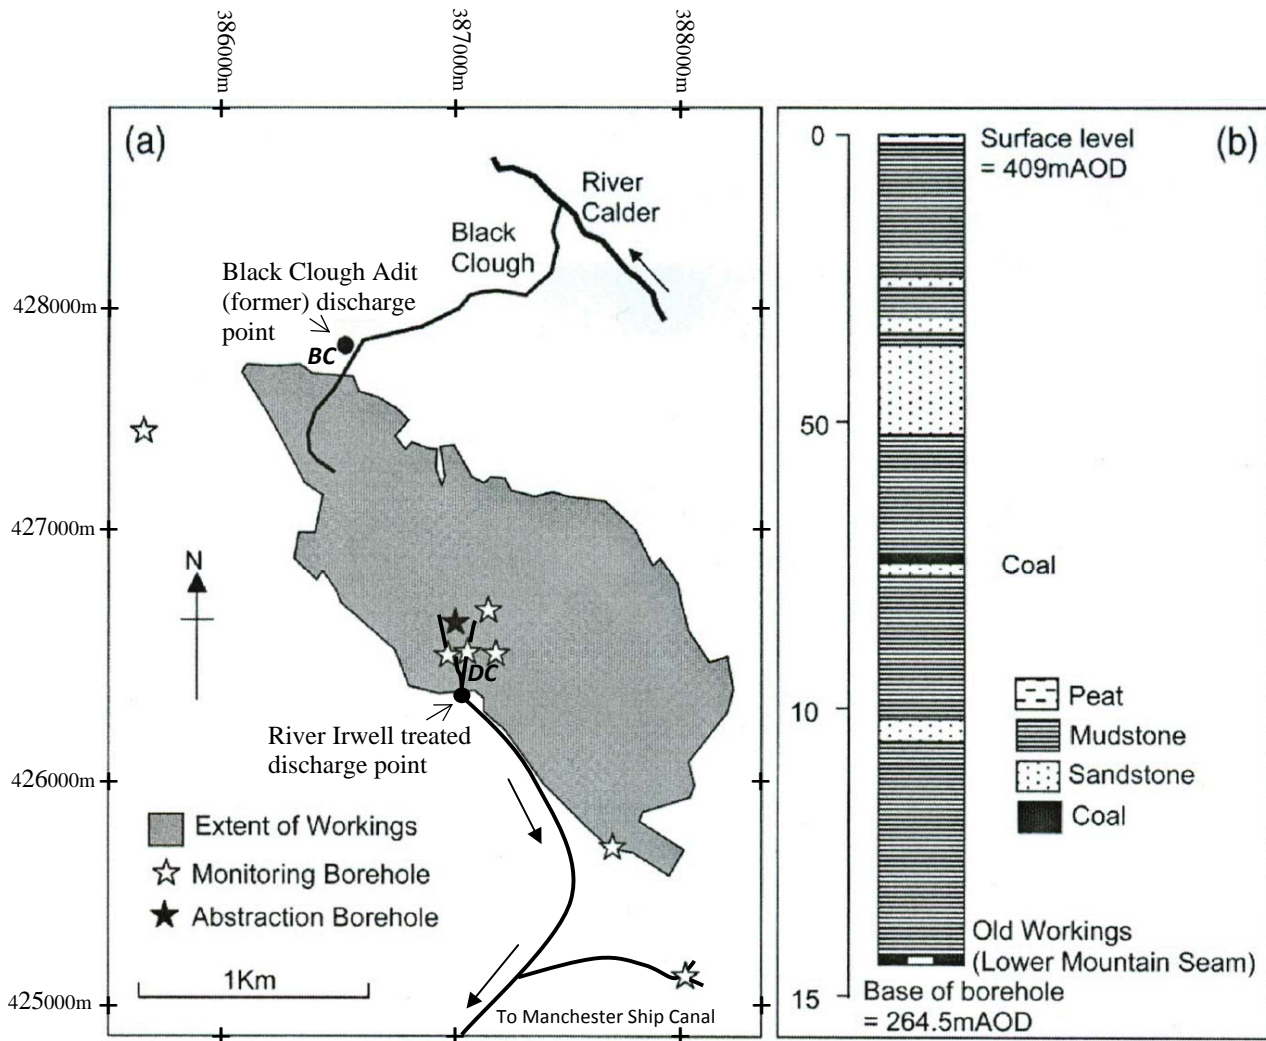 386000m
387000m
388000m
(a)
River
Calder
Black
Clough
Black Clough Adit
(former) discharge
point
BC
428000m
427000m
N
DC
River Irwell treated
discharge point
426000m
Extent of Workings
Monitoring Borehole
Abstraction Borehole
1Km
425000m
To Manchester Ship Canal
(b)
0
Surface level
= 409mAOD
50
Coal
10
Peat
Mudstone
Sandstone
Coal
Old Workings
(Lower Mountain Seam)
15
Base of borehole
= 264.5mAOD